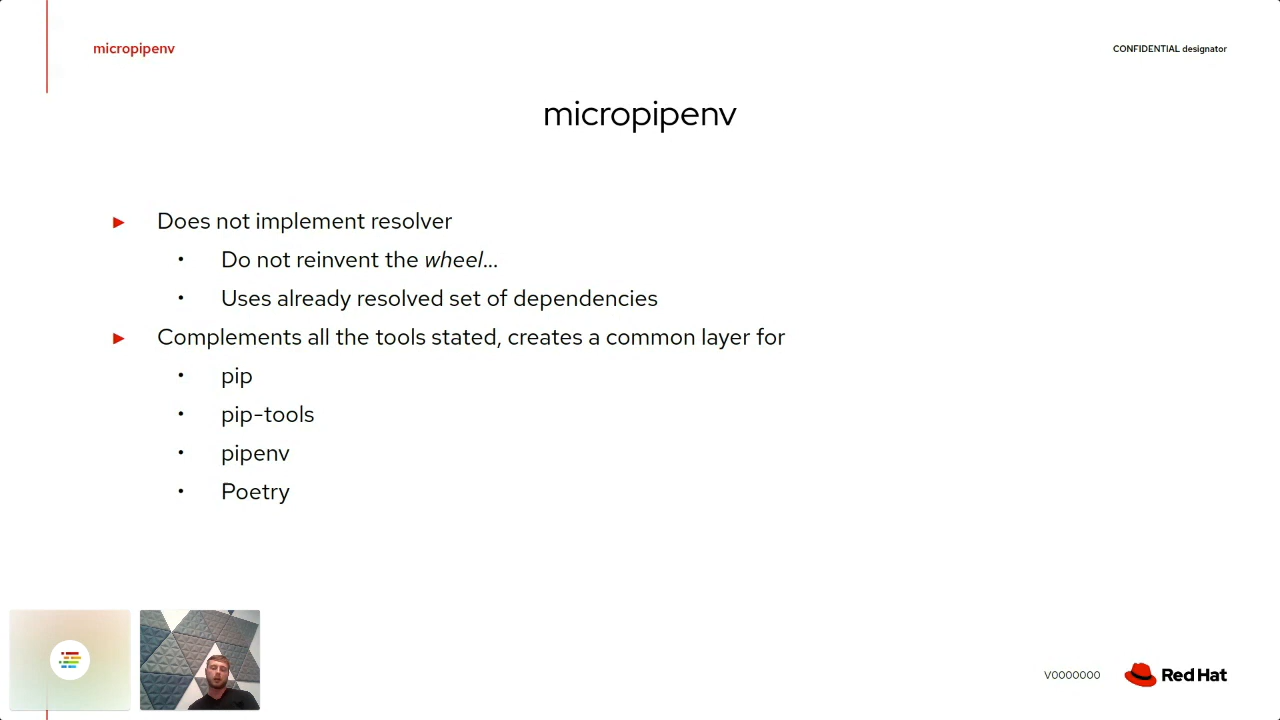 micropipenv
CONFIDENTIAL designator
micropipenv
Does not implement resolver
Do not reinvent the wheel...
Uses already resolved set of dependencies
Complements all the tools stated, creates a common layer for
pip
pip-tools
pipenv
Poetry
V0000000
Red Hat